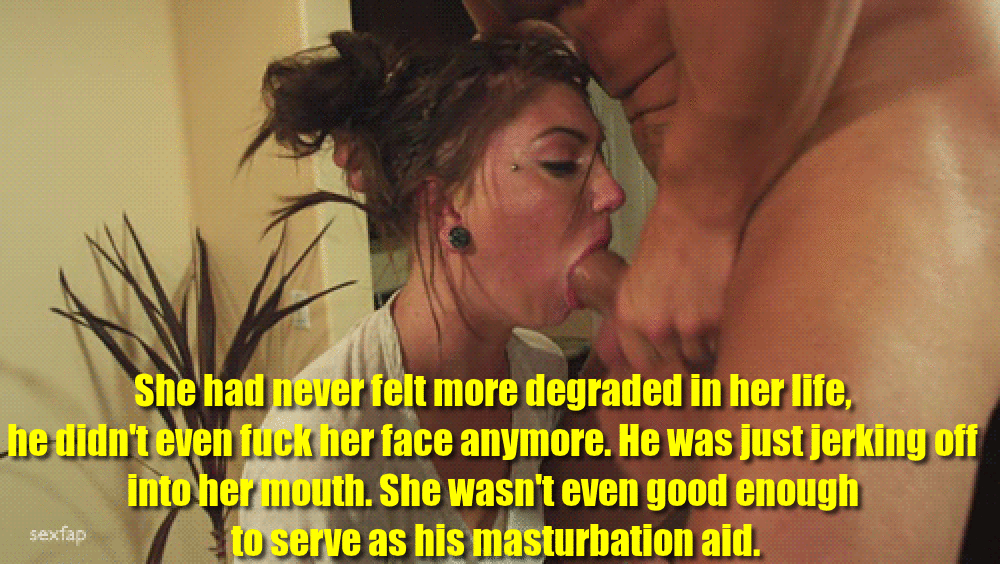 She had never felt more degraded in her life,
he didn't even fuck her face anymore. He was just jerking off
into her mouth. She wasn't even good enough
to serve as his masturbation aid.
sexfap